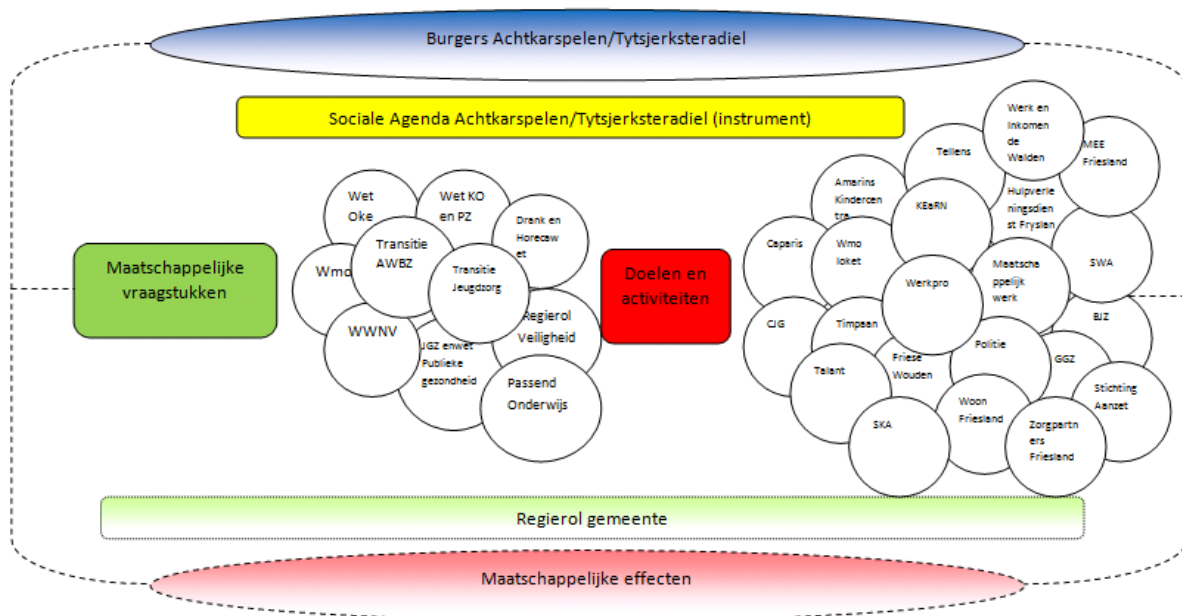 Burgers Achtkarspelen/Tytsjerksteradiel
Sociale Agenda Achtkarspelen/Tytsjerksteradiel (instrument)
Maatschappelijke
vraagstukken
Wet
Oke
Wet KO
en PZ
Drank en
Horecaw
et
Transitie
AWBZ
Transitie
Jeugdzorg
Wmo
WWNV
JGZ enwet
Publieke
gezondheid
Regierol
Veiligheid
Passend
Onderwijs
Doelen en
activiteiten
Werk en
Inkomen
de
Walden
Tellens
MEE
Friesland
Amarins
Kindercen
tra
KEaRN
Hulpverle
ningsdien
st Fryslan
Caparis
Wmo
loket
Maatscha
ppelijk
werk
SWA
Werkpro
CJG
Timpaan
Politie
BJZ
Friese
Wouden
GGZ
Talant
Stichting
Aanzet
Woon
Friesland
SKA
Zorgpartn
ers
Friesland
Regierol gemeente
Maatschappelijke effecten